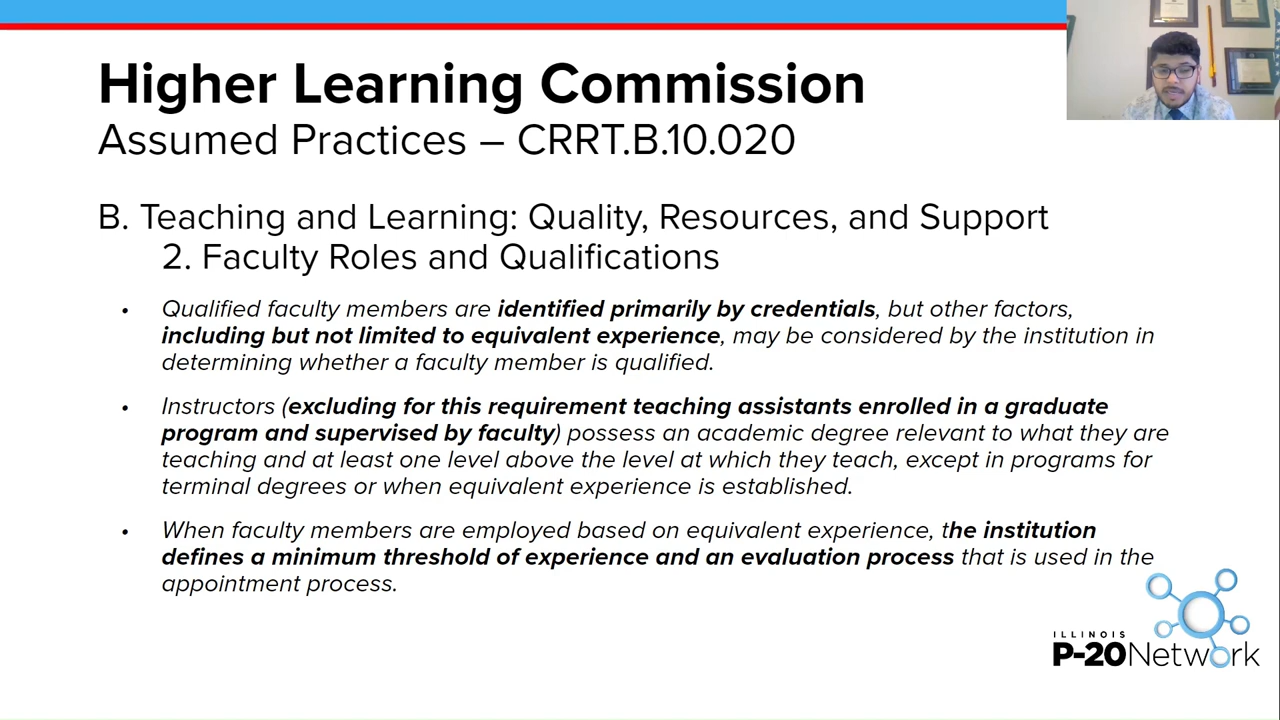 Higher Learning Commission
Assumed Practices – CRRT.B.10.020
B. Teaching and Learning: Quality, Resources, and Support
2. Faculty Roles and Qualifications
• Qualified faculty members are identified primarily by credentials, but other factors,
including but not limited to equivalent experience, may be considered by the institution in
determining whether a faculty member is qualified.
• Instructors (excluding for this requirement teaching assistants enrolled in a graduate
program and supervised by faculty) possess an academic degree relevant to what they are
teaching and at least one level above the level at which they teach, except in programs for
terminal degrees or when equivalent experience is established.
• When faculty members are employed based on equivalent experience, the institution
defines a minimum threshold of experience and an evaluation process that is used in the
appointment process.
ILLINOIS
P-20 Network